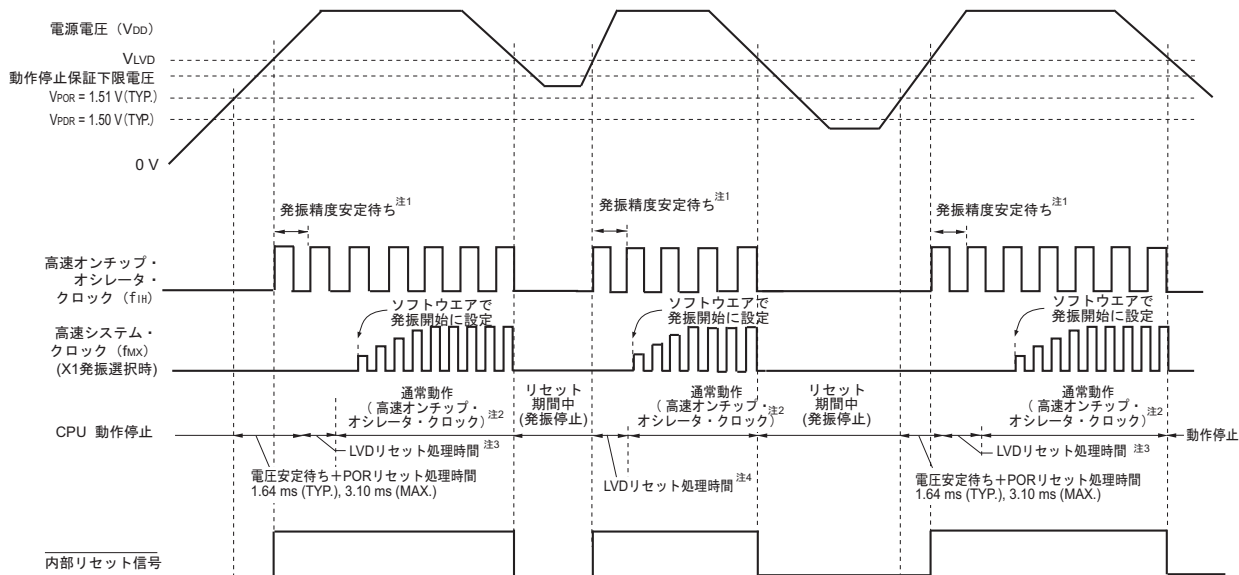 電源電圧（VDD）
VLVD
動作停止保証下限電圧
VPOR = 1.51 V (TYP.)
VPDR = 1.50 V (TYP.)
0 V
発振精度安定待ち注1
発振精度安定待ち注1
発振精度安定待ち注1
高速オンチップ・
オシレータ・
クロック（fIH）
ソフトウエアで
発振開始に設定
ソフトウエアで
発振開始に設定
ソフトウエアで
発振開始に設定
高速システム・
クロック（fMX）
(X1発振選択時)
通常動作
（高速オンチップ・
オシレータ・クロック）注2
リセット
期間中
(発振停止)
通常動作
（高速オンチップ・
オシレータ・クロック）注2
リセット
期間中
(発振停止)
通常動作
（高速オンチップ・
オシレータ・クロック）注2
CPU 動作停止
動作停止
LVDリセット処理時間 注3
電圧安定待ち＋PORリセット処理時間
1.64 ms (TYP.), 3.10 ms (MAX.)
LVDリセット処理時間 注4
LVDリセット処理時間 注3
電圧安定待ち＋PORリセット処理時間
1.64 ms (TYP.), 3.10 ms (MAX.)
内部リセット信号